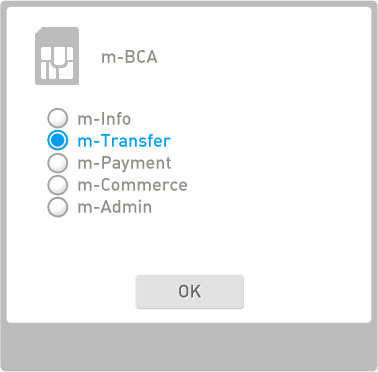 m-BCA
m-Info
m-Transfer
m-Payment
m-Commerce
m-Admin
OK